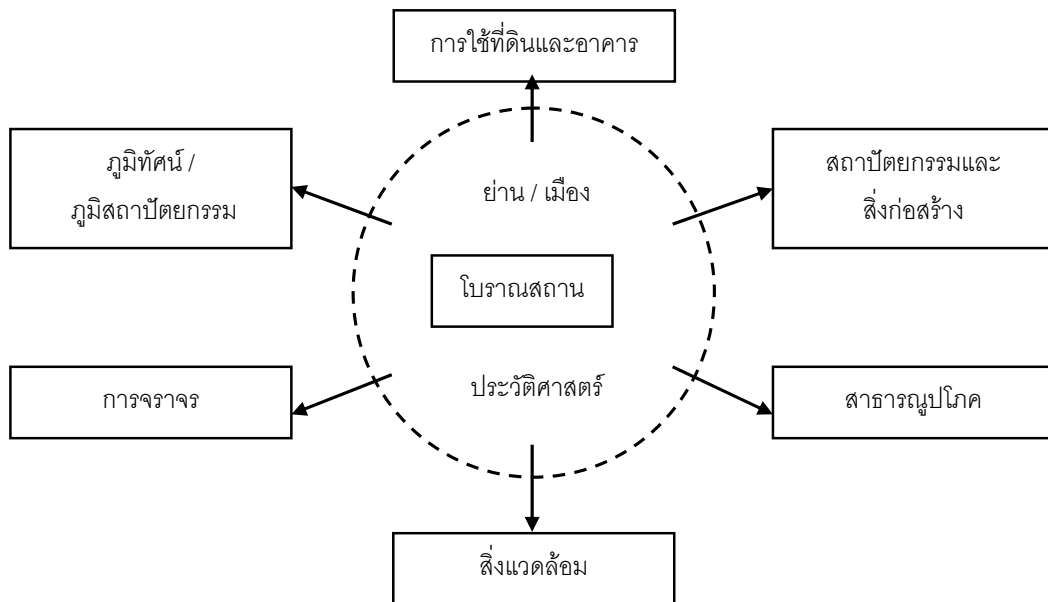 การใช้ที่ดินและอาคาร
ภูมิทัศน์ /
ภูมิสถาปัตยกรรม
ย่าน / เมือง
สถาปัตยกรรมและ
สิ่งก่อสร้าง
โบราณสถาน
การจราจร
ประวัติศาสตร์
สาธารณูปโภค
สิ่งแวดล้อม